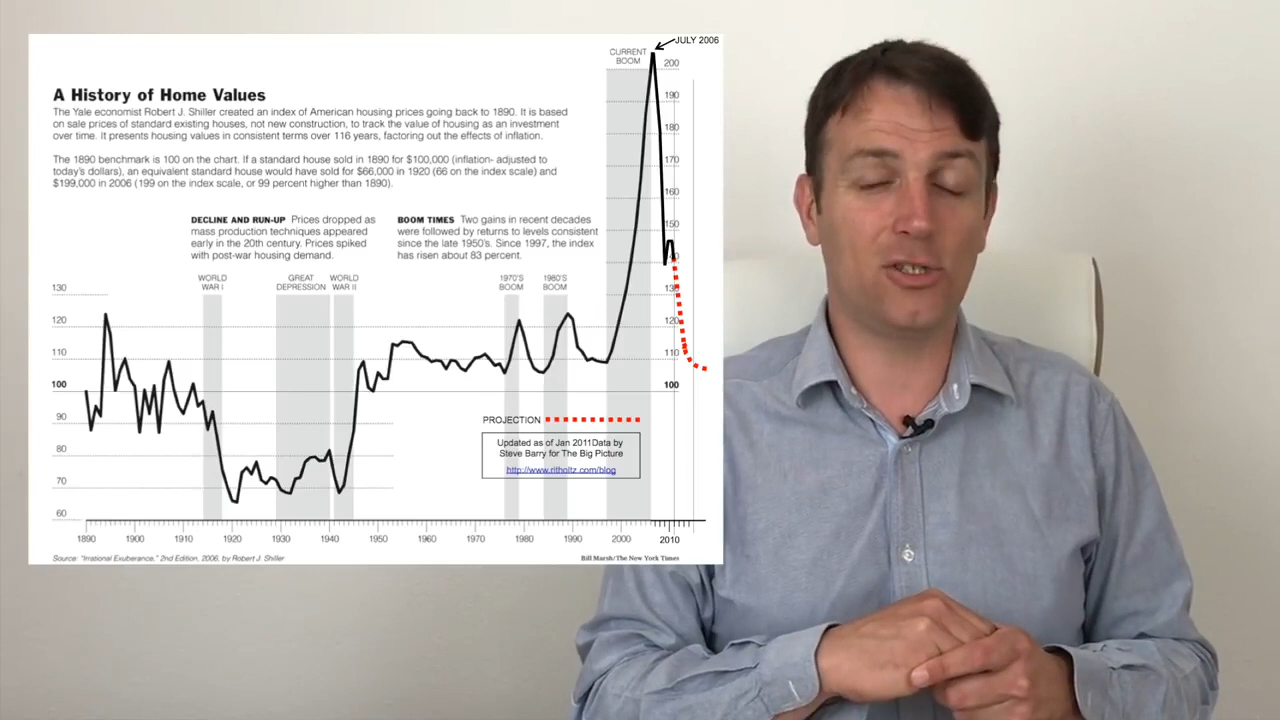 JULY 2006
CURRENT
BOOM
200
A History of Home Values
190
The Yale economist Robert J. Shiller created an index of American housing prices going back to 1890. It is based
on sale prices of standard existing houses, not new construction, to track the value of housing as an investment
over time. It presents housing values in consistent terms over 116 years, factoring out the effects of inflation.
180
The 1890 benchmark is 100 on the chart. If a standard house sold in 1890 for $100,000 (inflation- adjusted to
today's dollars), an equivalent standard house would have sold for $66,000 in 1920 (66 on the index scale) and
$199,000 in 2006 (199 on the index scale, or 99 percent higher than 1890).
170
160
DECLINE AND RUN-UP Prices dropped as
mass production techniques appeared
early in the 20th century. Prices spiked
with post-war housing demand.
BOOM TIMES Two gains in recent decades
were followed by returns to levels consistent
since the late 1950's. Since 1997, the index
has risen about 83 percent.
150
WORLD
WAR I
GREAT
DEPRESSION
WORLD
WAR II
1970'S
BOOM
1980'S
BOOM
130
130
120
120
110
110
100
100
90
80
70
60
PROJECTION
Updated as of Jan 2011Data by
Steve Barry for The Big Picture
http://www.ritholtz.com/blog
1890 1900 1910 1920 1930 1940 1950 1960 1970 1980 1990 2000 2010
Source: "Irrational Exuberance," 2nd Edition, 2006, by Robert J. Shiller
Bill Marsh/The New York Times